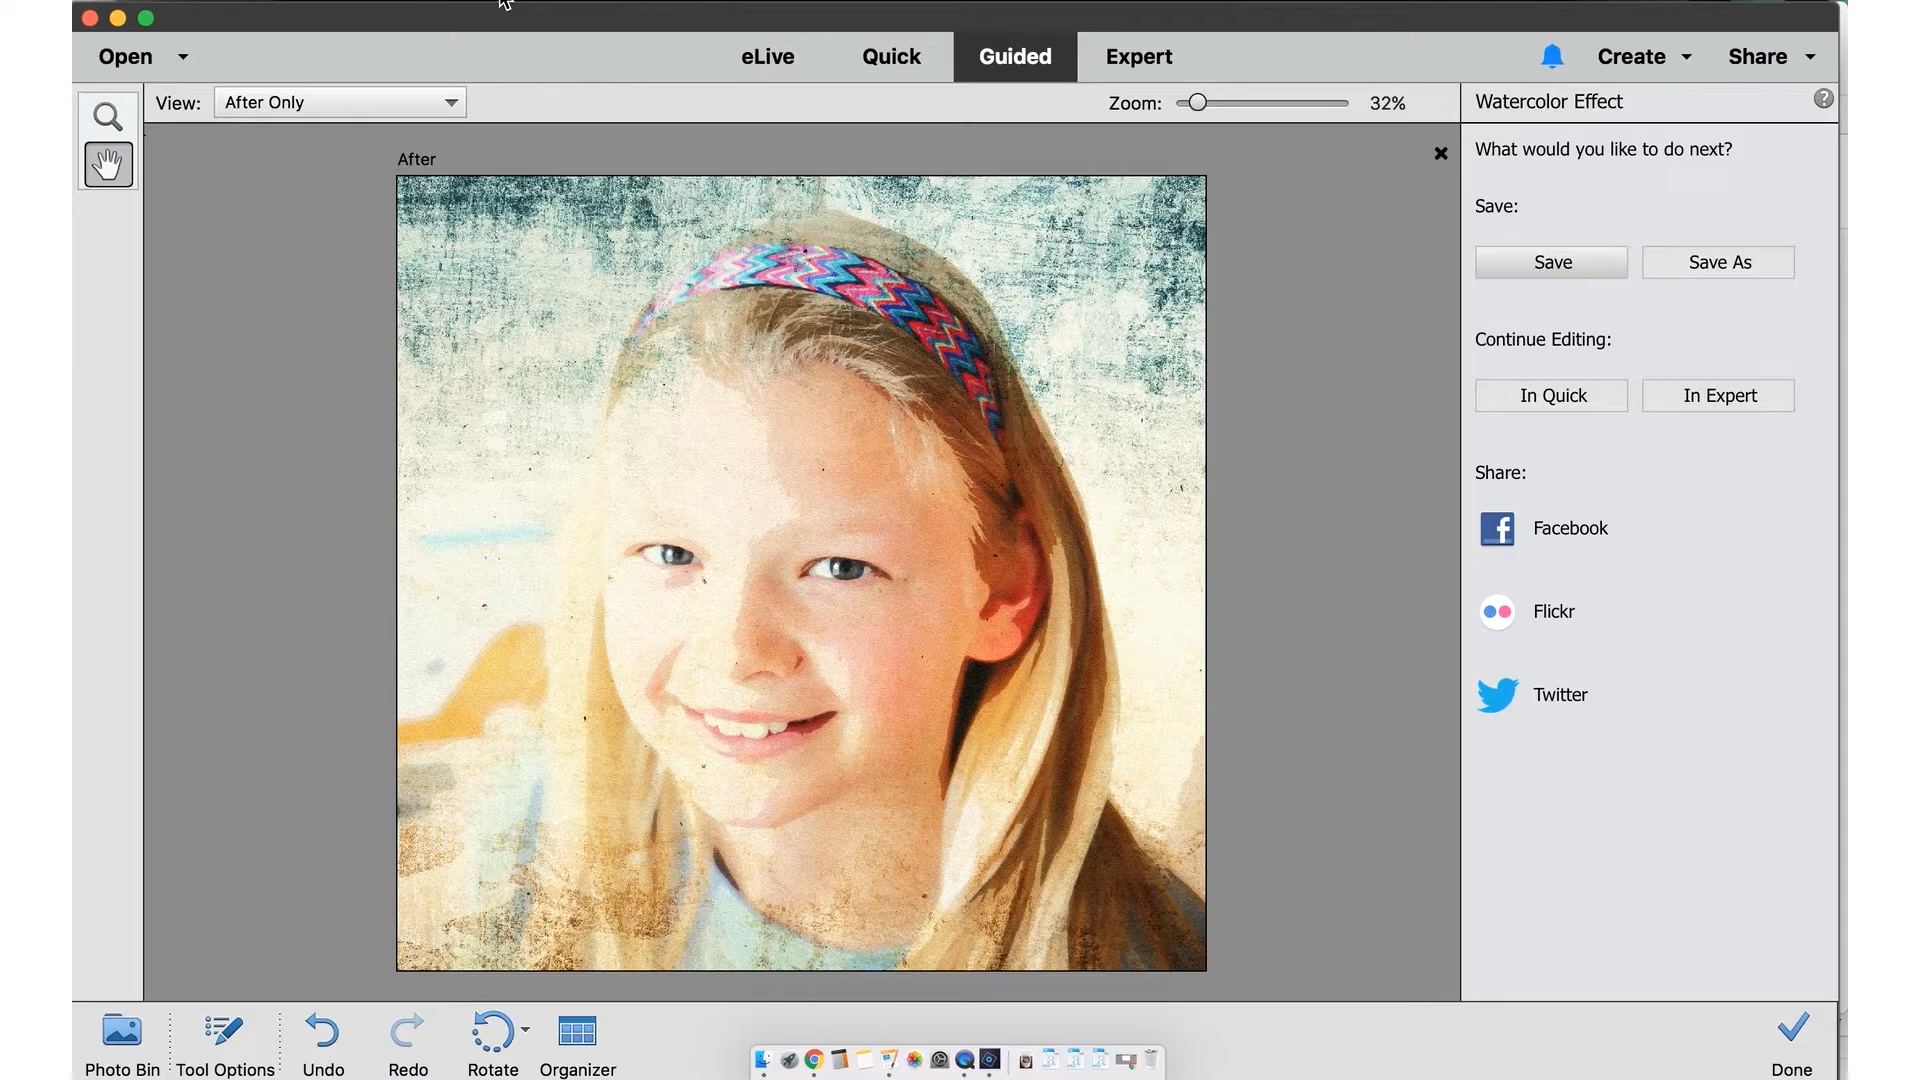 Open
eLive
Quick
Guided
Expert
Create
Share
View:
After Only
Zoom:
32%
Watercolor Effect
?
After
What would you like to do next?
Save:
Save
Save As
Continue Editing:
In Quick
In Expert
Share:
f
Facebook
Flickr
Twitter
Photo Bin
Tool Options
Undo
Redo
Rotate
Organizer
Done